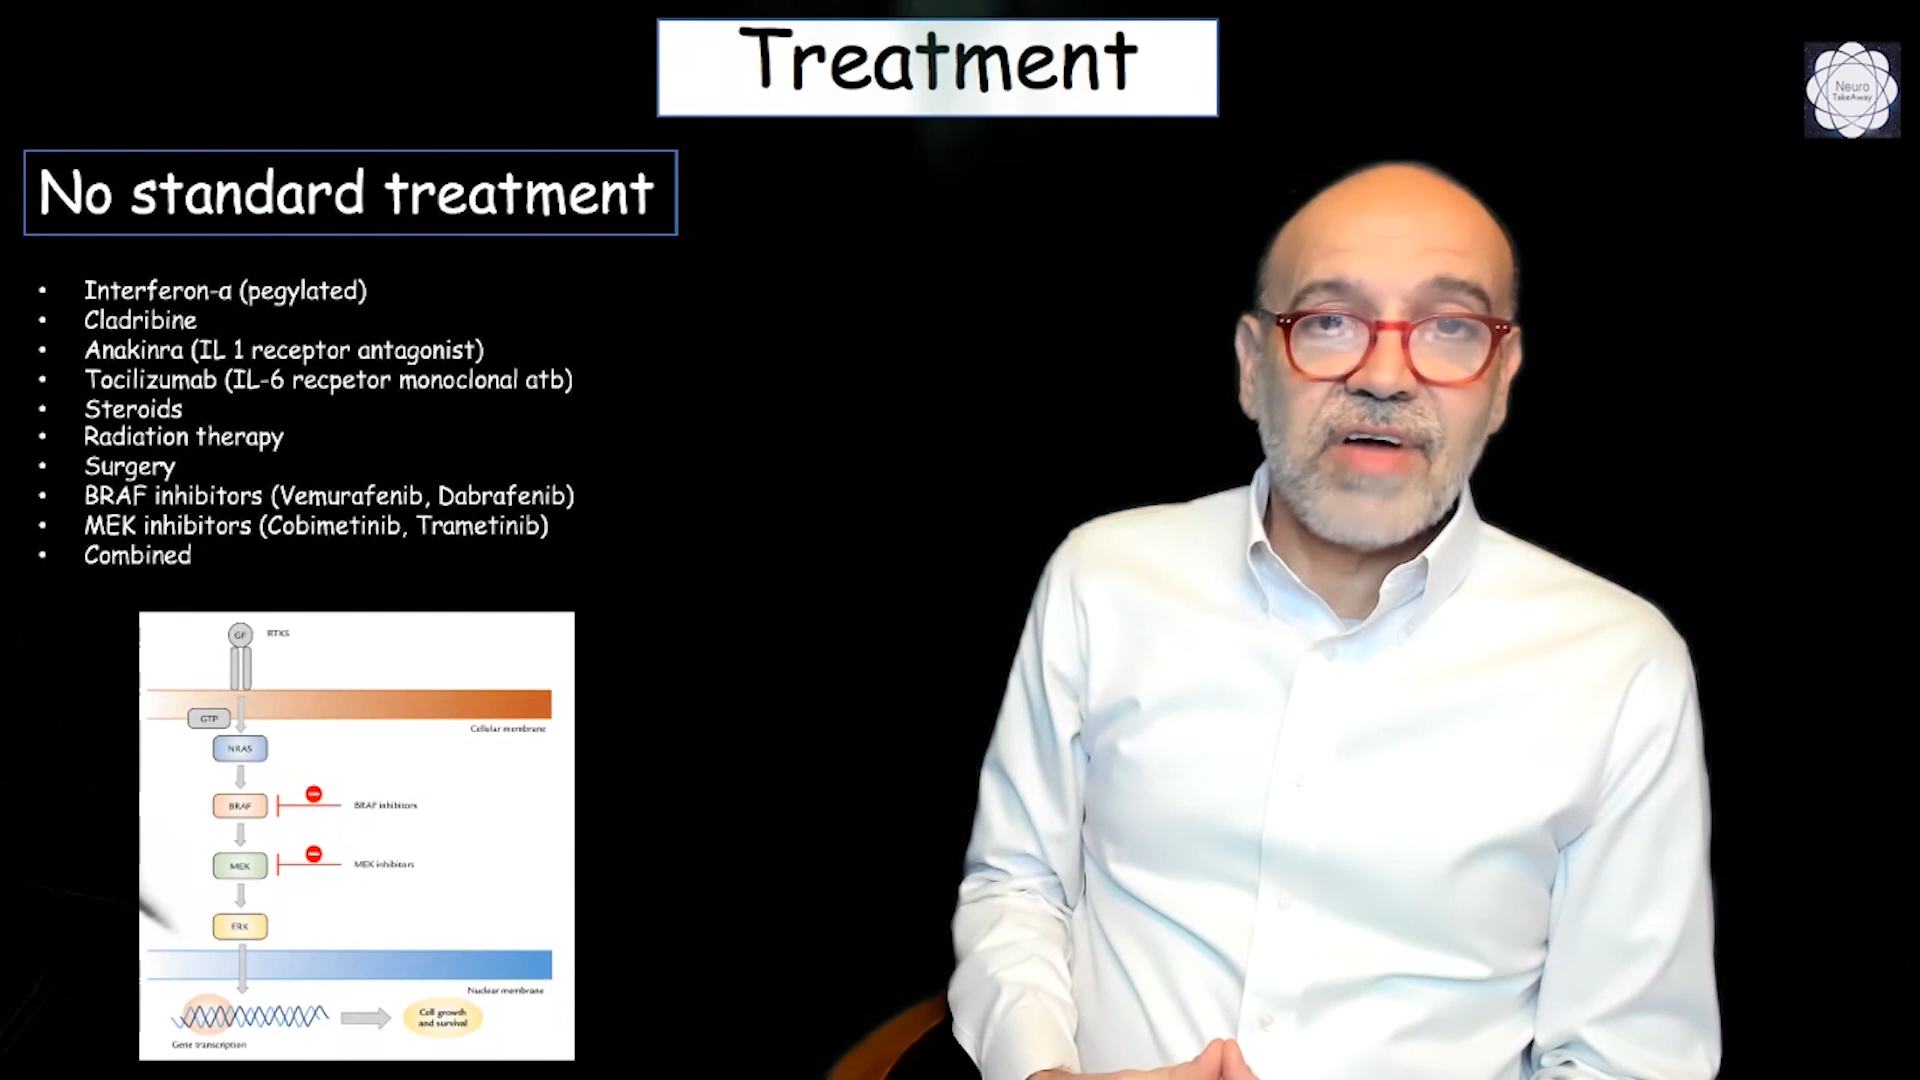 Treatment
Neuro
TakeAway
No standard treatment
• Interferon-α (pegylated)
• Cladribine
• Anakinra (IL 1 receptor antagonist)
• Tocilizumab (IL-6 recpetor monoclonal atb)
• Steroids
• Radiation therapy
• Surgery
• BRAF inhibitors (Vemurafenib, Dabrafenib)
• MEK inhibitors (Cobimetinib, Trametinib)
• Combined
GF RTKS
GTP
Cellular membrane
NRAS
BRAF BRAF inhibitors
MEK MEK inhibitors
ERK
Nuclear membrane
Cell growth
and survival
Gene transcription